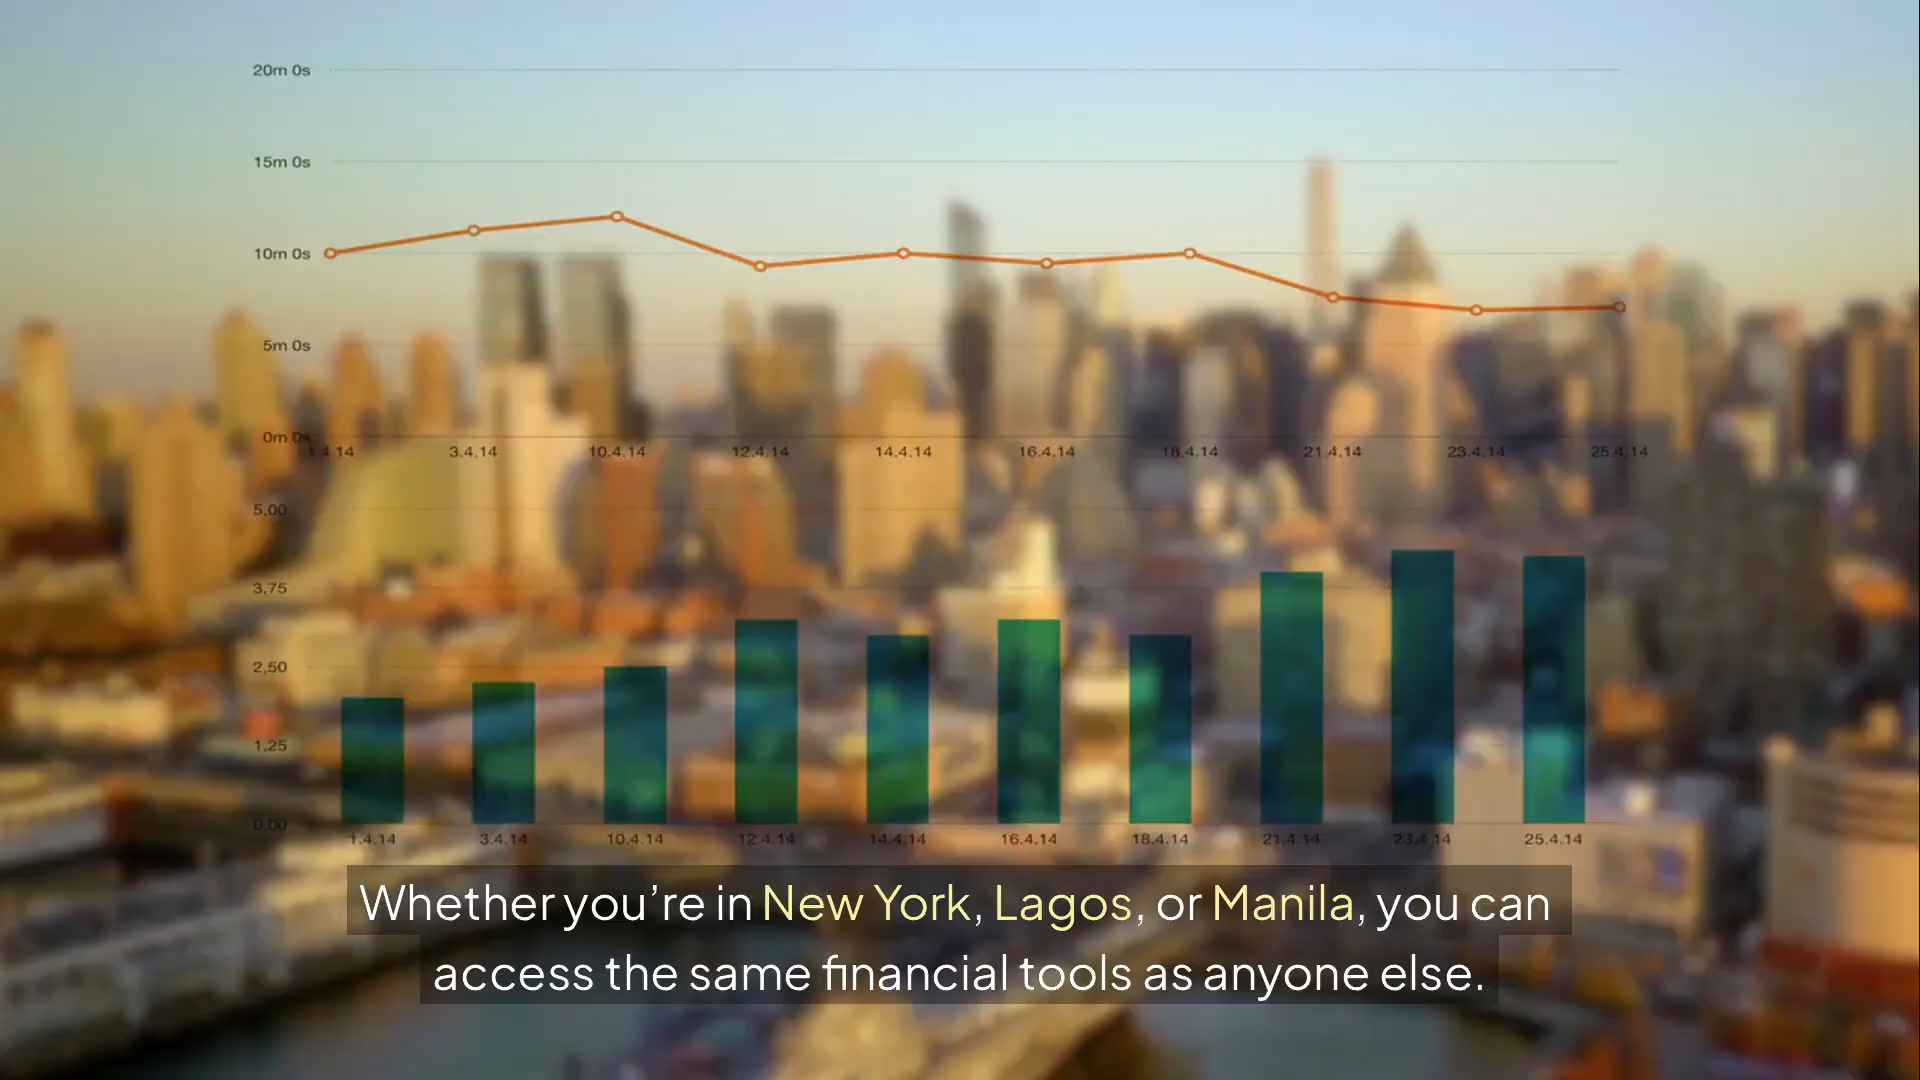 20m 0s
15m 0s
10m 0s
5m 0s
0m 0s
3.4.14 10.4.14 12.4.14 14.4.14 16.4.14 18.4.14 21.4.14 23.4.14 25.4.14
5,00
3,75
2,50
1,25
0,00
1.4.14 3.4.14 10.4.14 12.4.14 14.4.14 16.4.14 18.4.14 21.4.14 23.4.14 25.4.14
Whether you’re in New York, Lagos, or Manila, you can
access the same financial tools as anyone else.